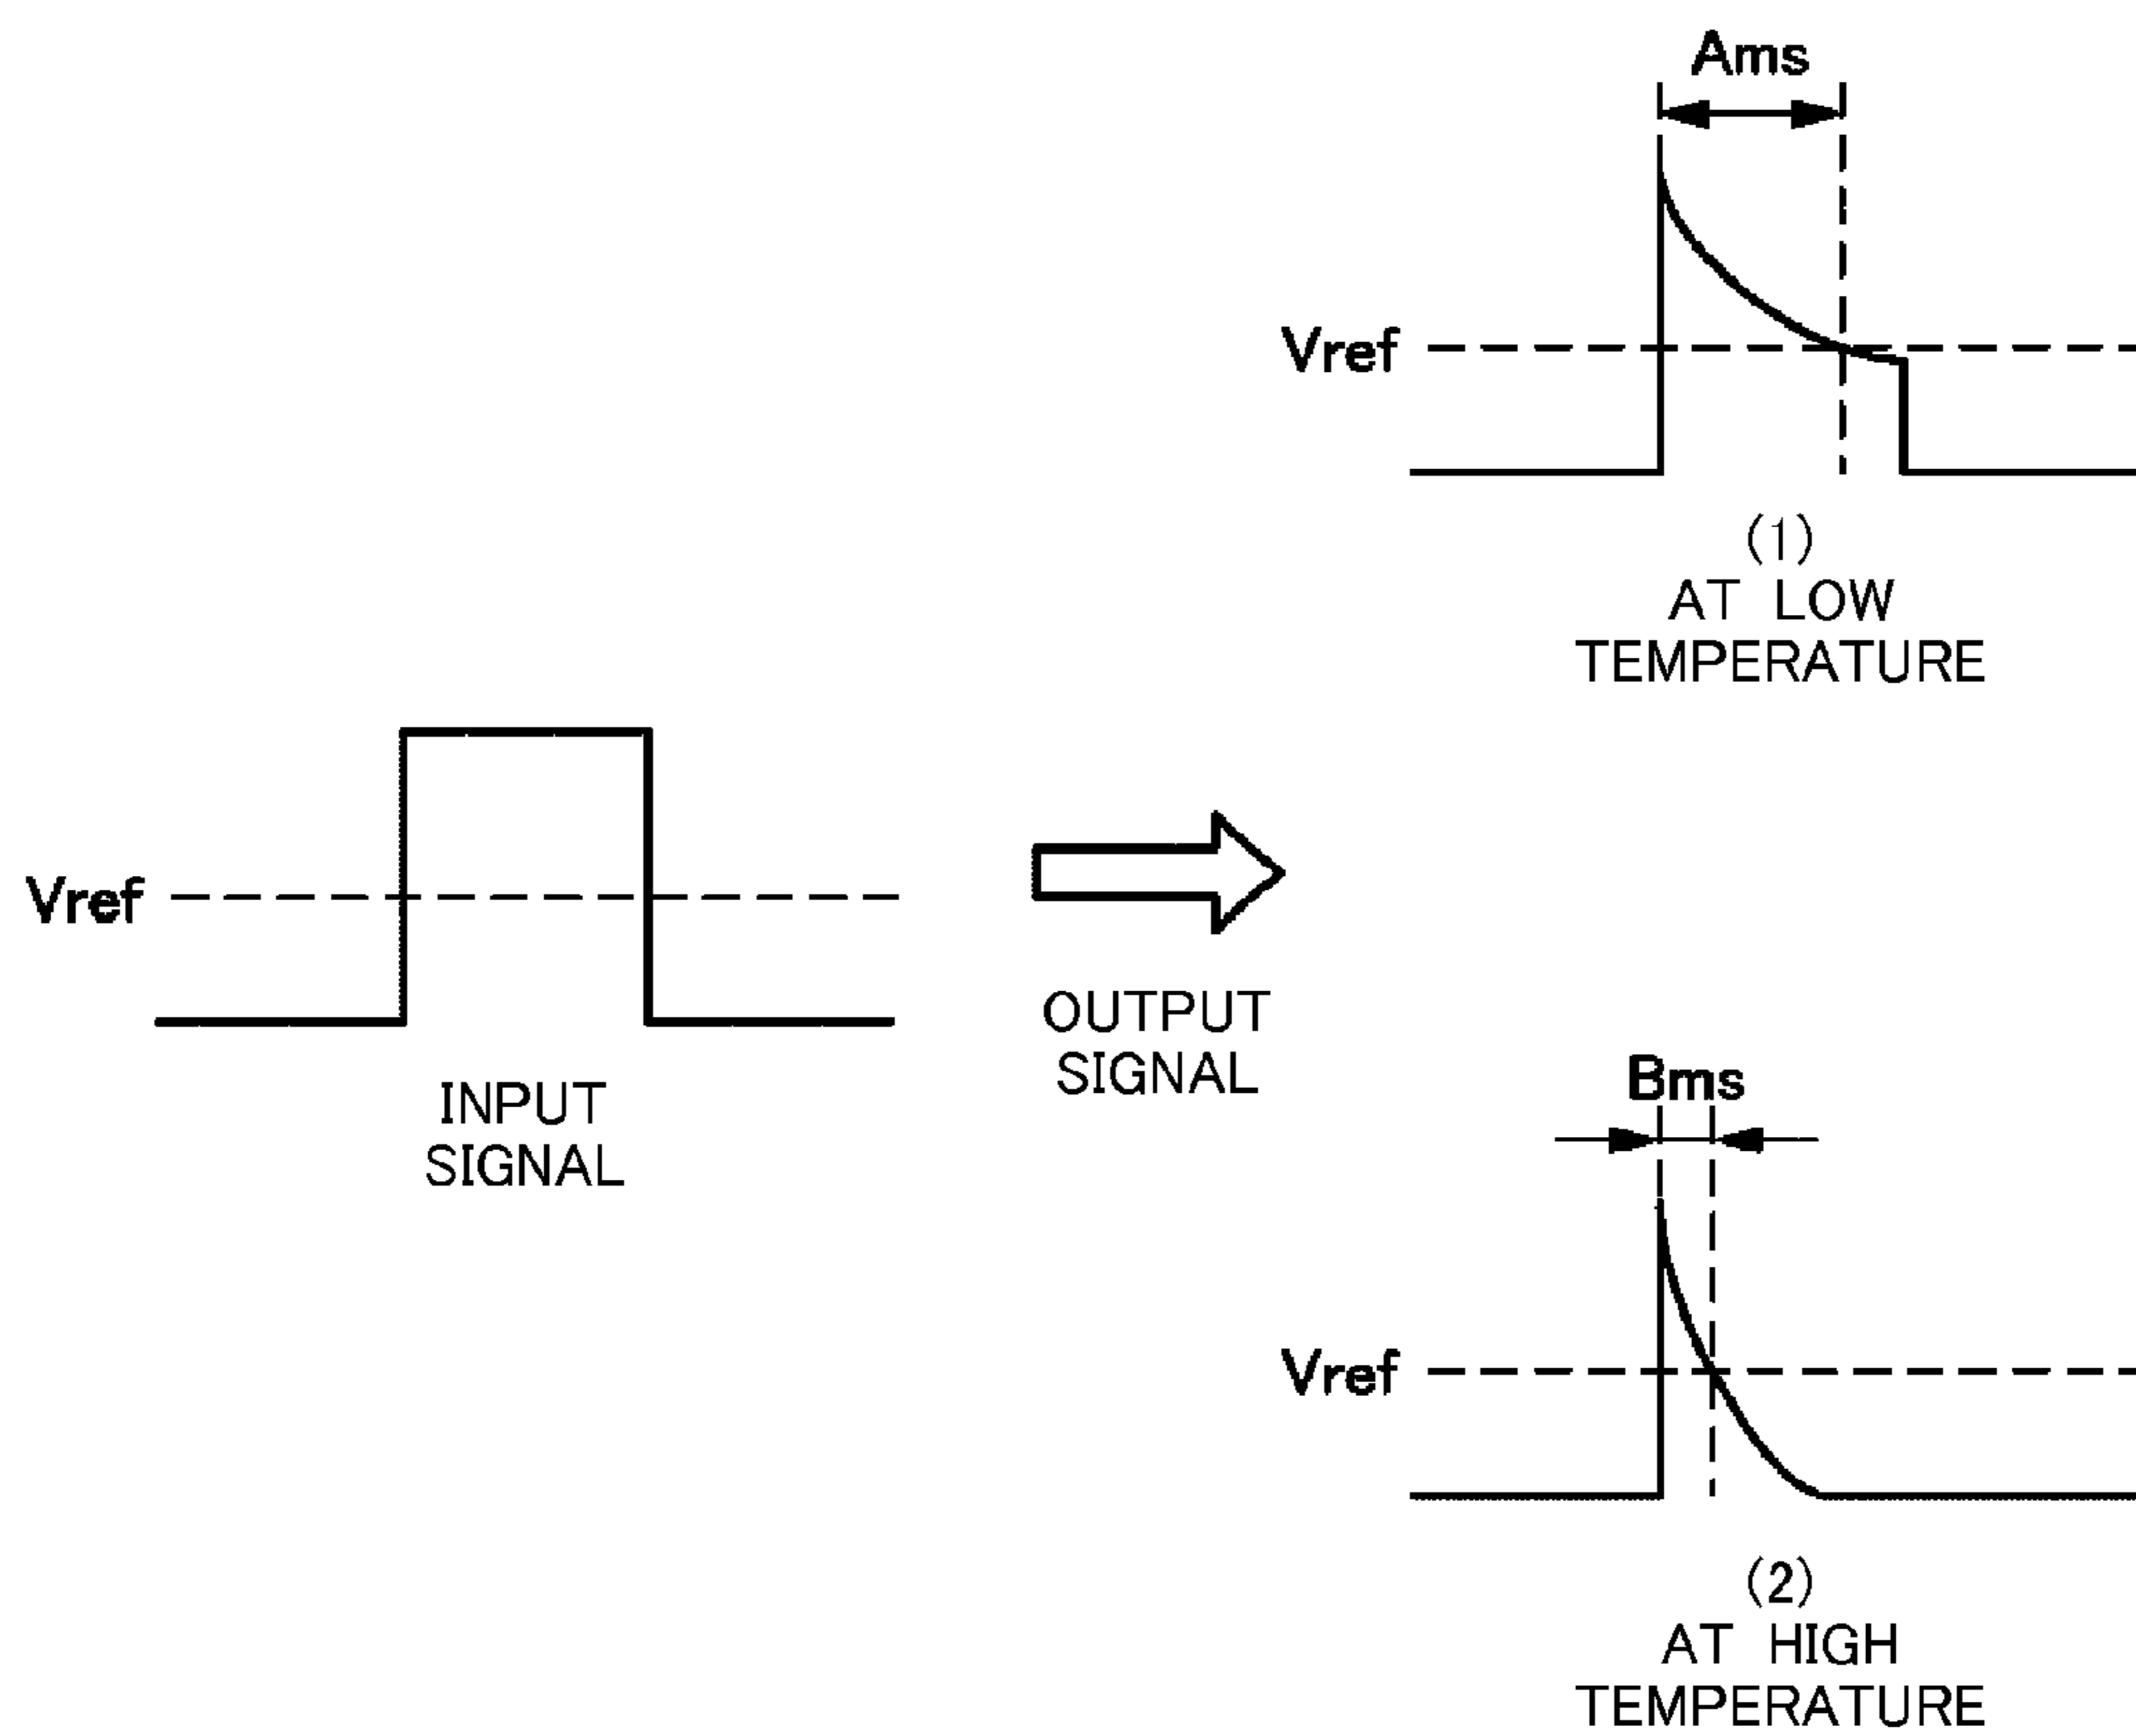 Ams
Vref
(1)
AT LOW
TEMPERATURE
Vref
INPUT
SIGNAL
OUTPUT
SIGNAL
Bms
Vref
(2)
AT HIGH
TEMPERATURE